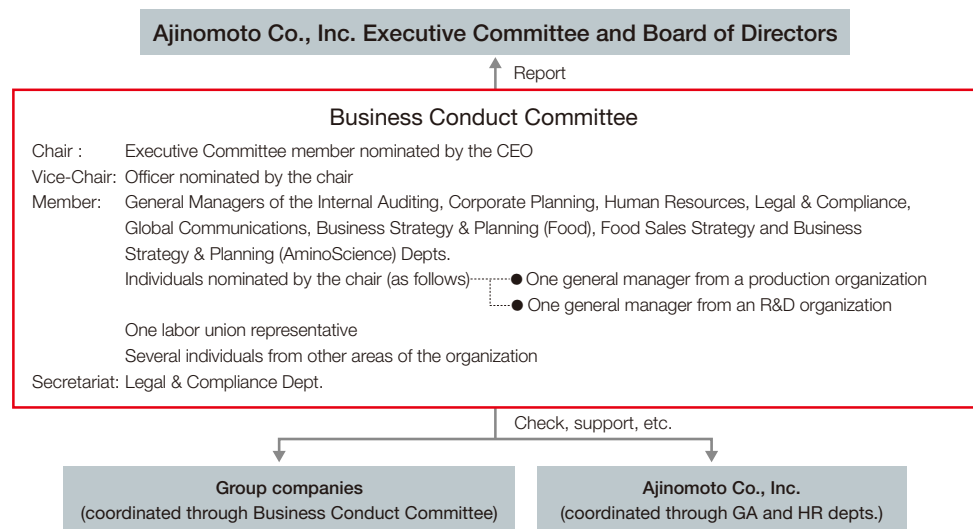 Ajinomoto Co., Inc. Executive Committee and Board of Directors
Report
Business Conduct Committee
Chair : Executive Committee member nominated by the CEO
Vice-Chair: Officer nominated by the chair
Member: General Managers of the Internal Auditing, Corporate Planning, Human Resources, Legal & Compliance,
Global Communications, Business Strategy & Planning (Food), Food Sales Strategy and Business
Strategy & Planning (AminoScience) Depts.
Individuals nominated by the chair (as follows) ● One general manager from a production organization
● One general manager from an R&D organization
One labor union representative
Several individuals from other areas of the organization
Secretariat: Legal & Compliance Dept.
Check, support, etc.
Group companies
(coordinated through Business Conduct Committee)
Ajinomoto Co., Inc.
(coordinated through GA and HR depts.)